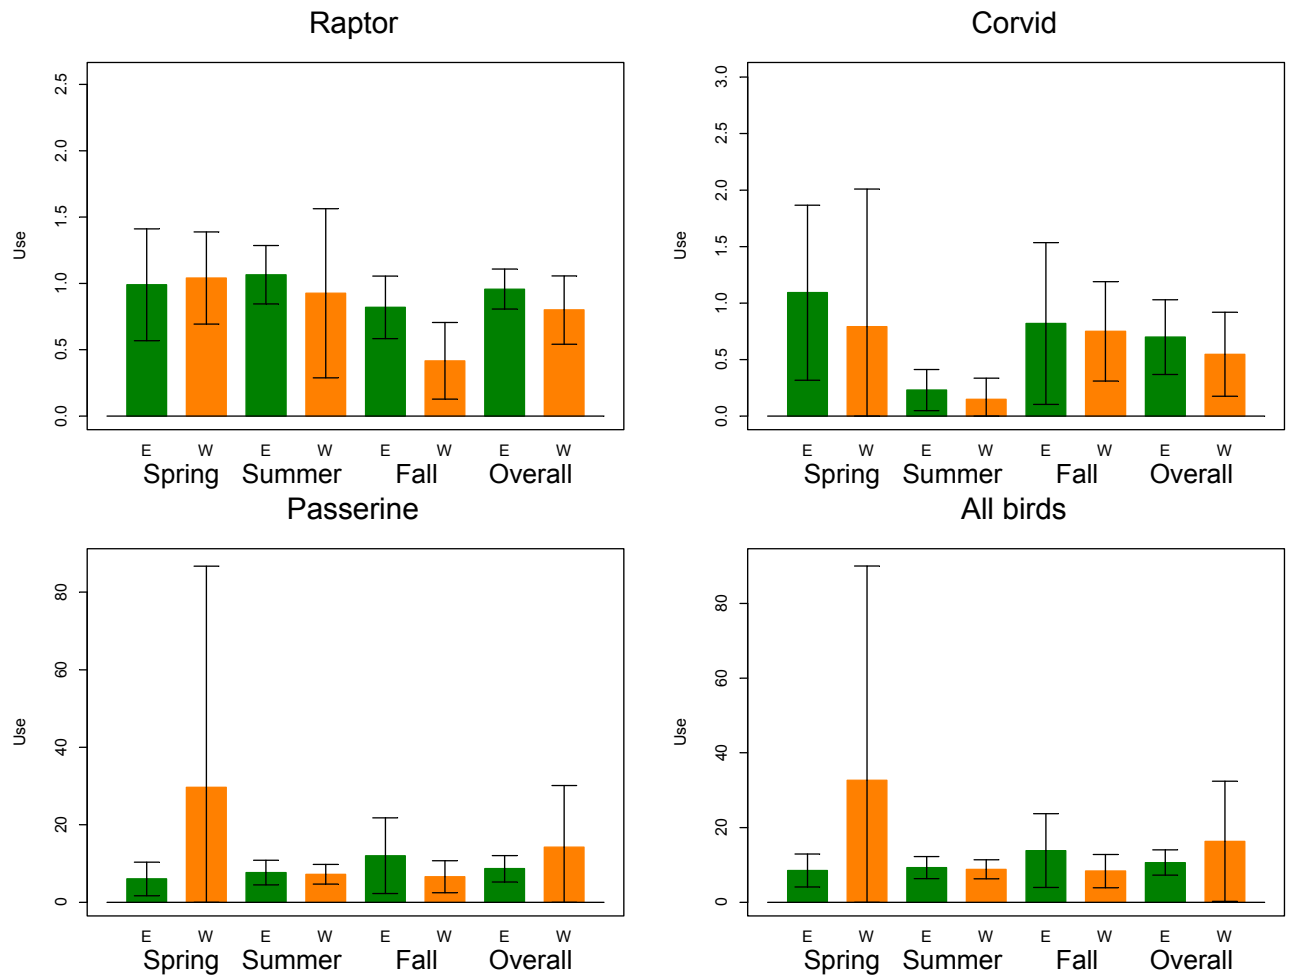 Raptor
Use
2.5
2.0
1.5
1.0
0.5
0.0
E W E W E W E W
Spring Summer Fall Overall
Corvid
Use
3.0
2.5
2.0
1.5
1.0
0.5
0.0
E W E W E W E W
Spring Summer Fall Overall
Passerine
Use
80
60
40
20
0
E W E W E W E W
Spring Summer Fall Overall
All birds
Use
80
60
40
20
0
E W E W E W E W
Spring Summer Fall Overall